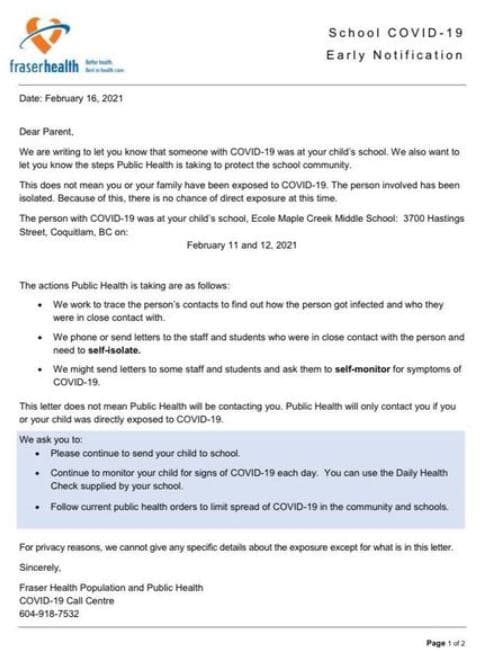 School COVID-19
Early Notification
fraserhealth
Better health.
Best in health care.
Date: February 16, 2021
Dear Parent,
We are writing to let you know that someone with COVID-19 was at your child's school. We also want to
let you know the steps Public Health is taking to protect the school community.
This does not mean you or your family have been exposed to COVID-19. The person involved has been
isolated. Because of this, there is no chance of direct exposure at this time.
The person with COVID-19 was at your child's school, Ecole Maple Creek Middle School: 3700 Hastings
Street, Coquitlam, BC on:
February 11 and 12, 2021
The actions Public Health is taking are as follows:
• We work to trace the person's contacts to find out how the person got infected and who they
were in close contact with.
• We phone or send letters to the staff and students who were in close contact with the person and
need to self-isolate.
• We might send letters to some staff and students and ask them to self-monitor for symptoms of
COVID-19.
This letter does not mean Public Health will be contacting you. Public Health will only contact you if you
or your child was directly exposed to COVID-19.
We ask you to:
• Please continue to send your child to school.
• Continue to monitor your child for signs of COVID-19 each day. You can use the Daily Health
Check supplied by your school.
• Follow current public health orders to limit spread of COVID-19 in the community and schools.
For privacy reasons, we cannot give any specific details about the exposure except for what is in this letter.
Sincerely,
Fraser Health Population and Public Health
COVID-19 Call Centre
604-918-7532
Page 1 of 2